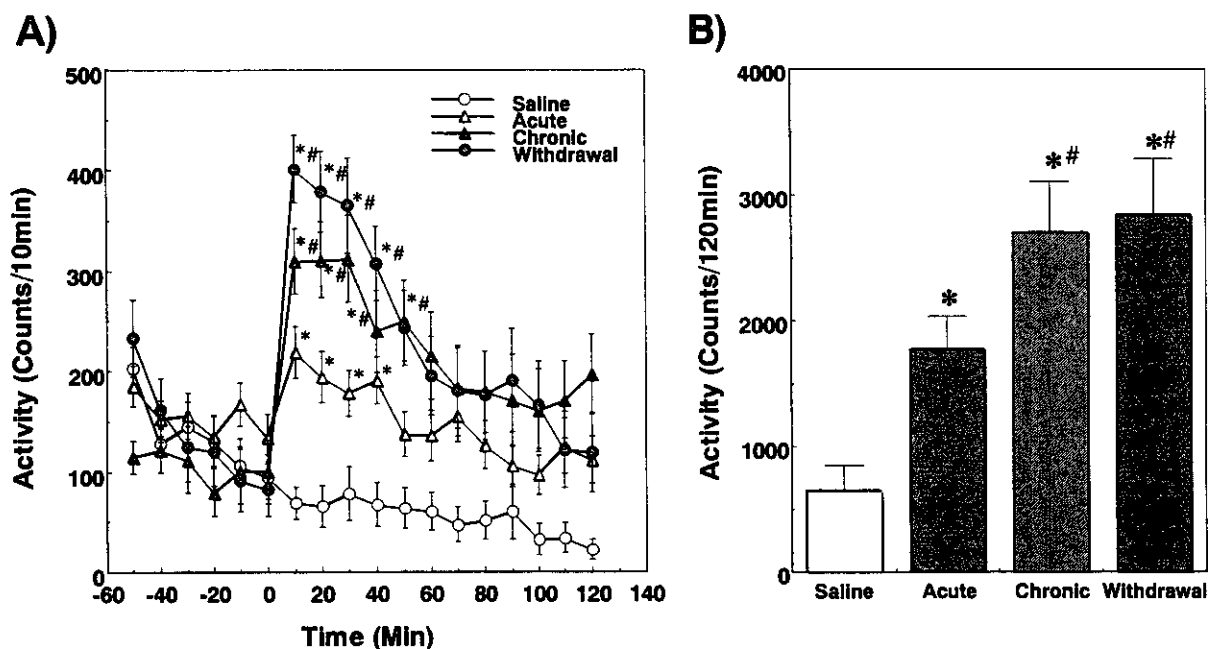 A)
Activity (Counts/10min)
500
400
300
200
100
0
Saline
Acute
Chronic
Withdrawal
*#
*#
*#
*#
*#
*#
*#
*#
*
*
*
*
-60 -40 -20 0 20 40 60 80 100 120 140
Time (Min)
B)
Activity (Counts/120min)
4000
3000
2000
1000
0
*
*#
*#
Saline Acute Chronic Withdrawal